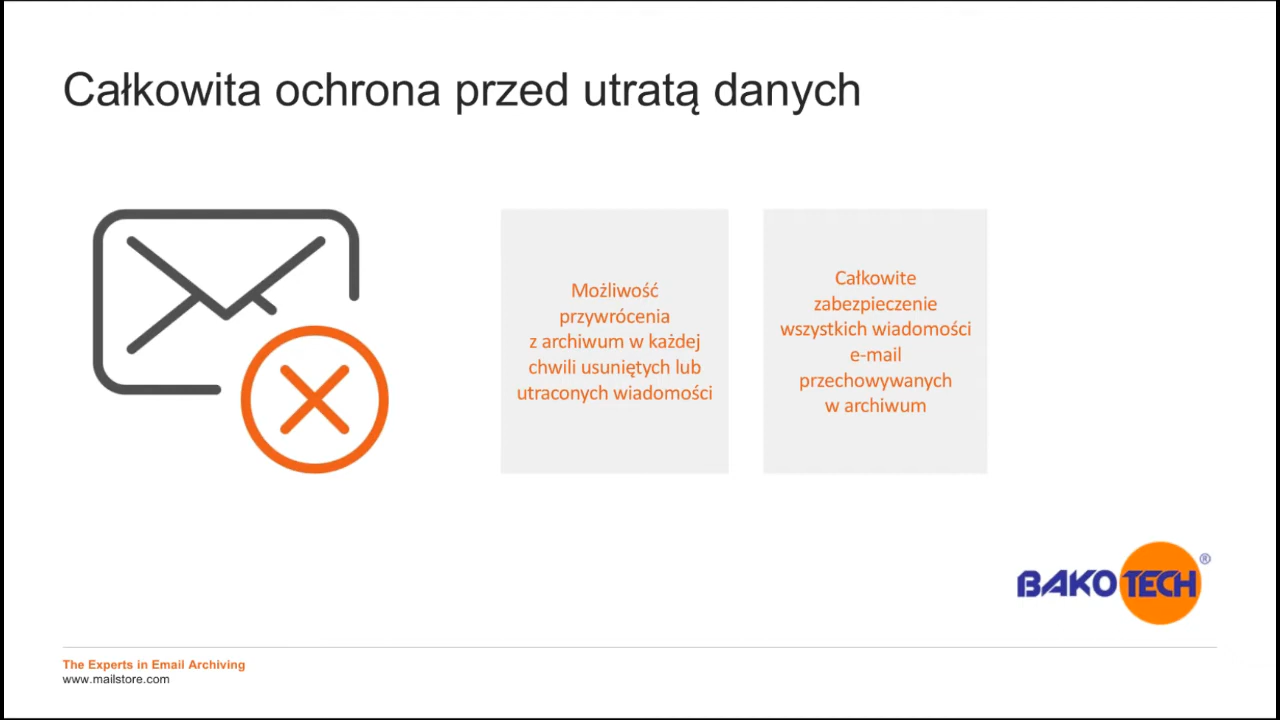 Całkowita ochrona przed utratą danych
Możliwość
przywrócenia
z archiwum w każdej
chwili usuniętych lub
utraconych wiadomości
Całkowite
zabezpieczenie
wszystkich wiadomości
e-mail
przechowywanych
w archiwum
BAKOTECH®
The Experts in Email Archiving
www.mailstore.com